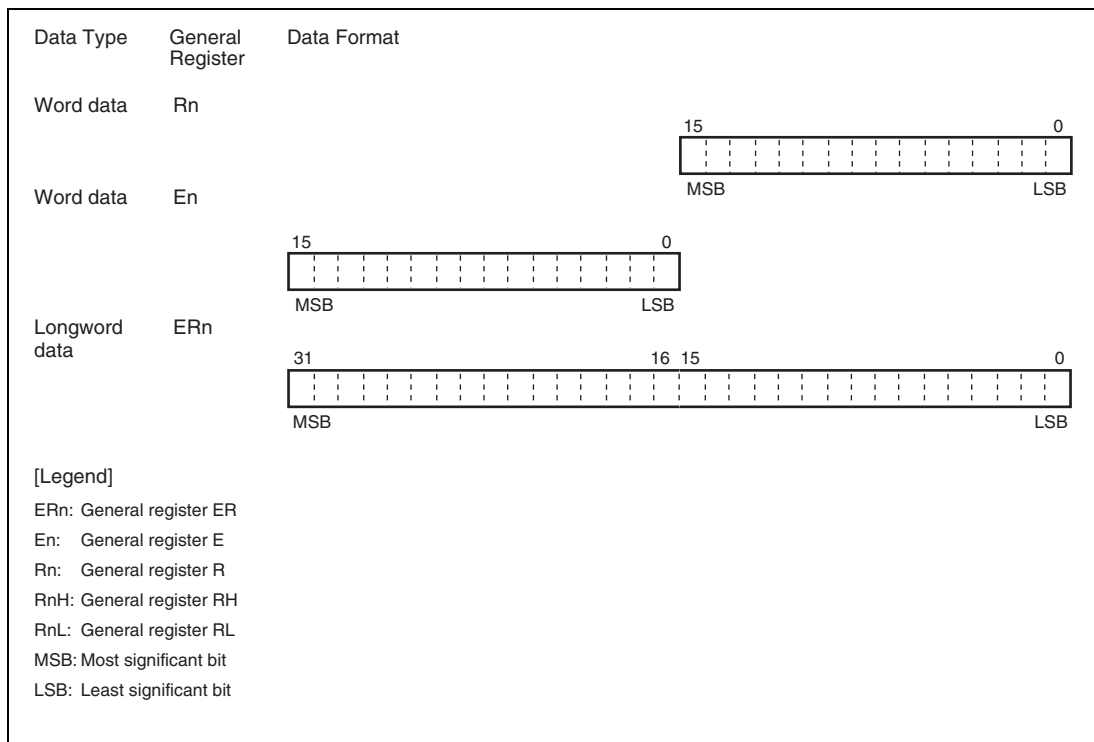 Data Type General Register Data Format
Word data Rn
15 0
MSB LSB
Word data En
15 0
MSB LSB
Longword data ERn
31 16 15 0
MSB LSB
[Legend]
ERn: General register ER
En: General register E
Rn: General register R
RnH: General register RH
RnL: General register RL
MSB: Most significant bit
LSB: Least significant bit